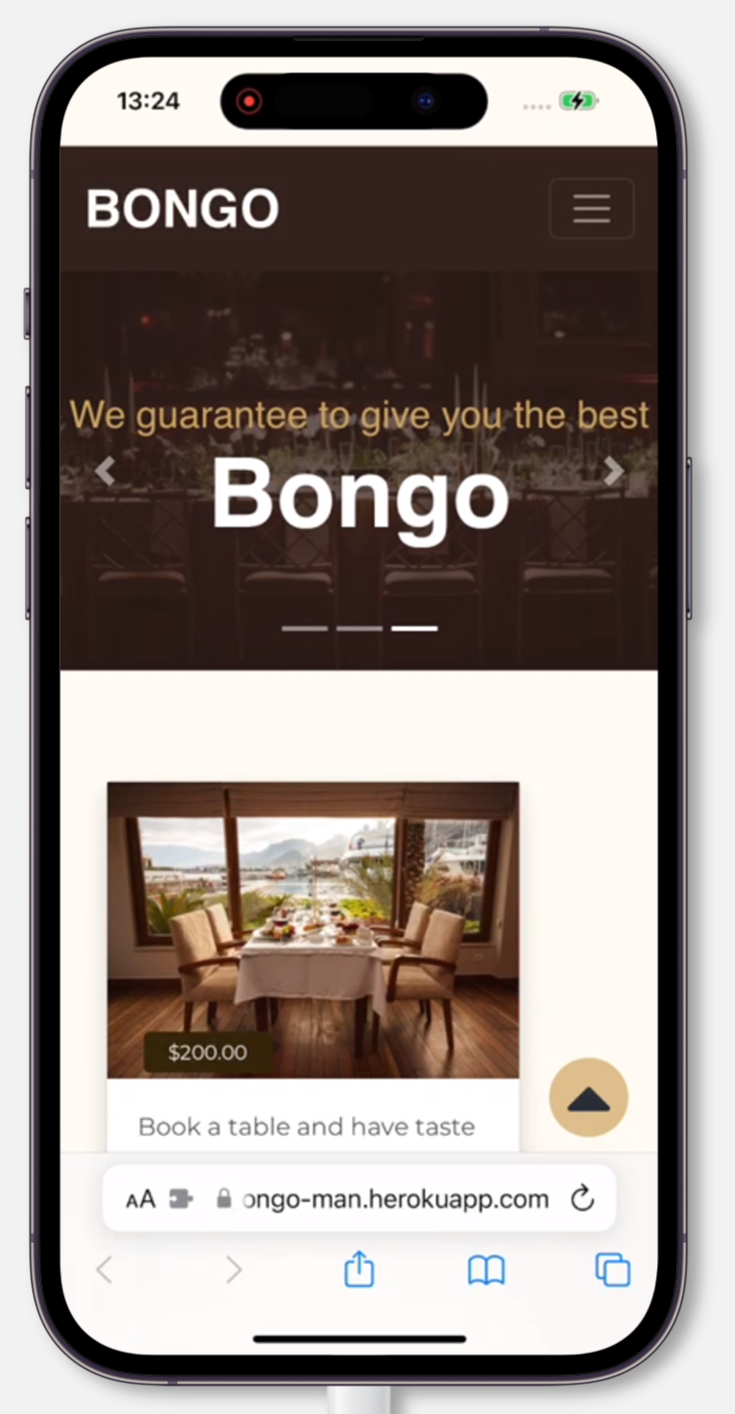 13:24
BONGO
We guarantee to give you the best
Bongo
$200.00
Book a table and have taste
AA ongo-man.herokuapp.com